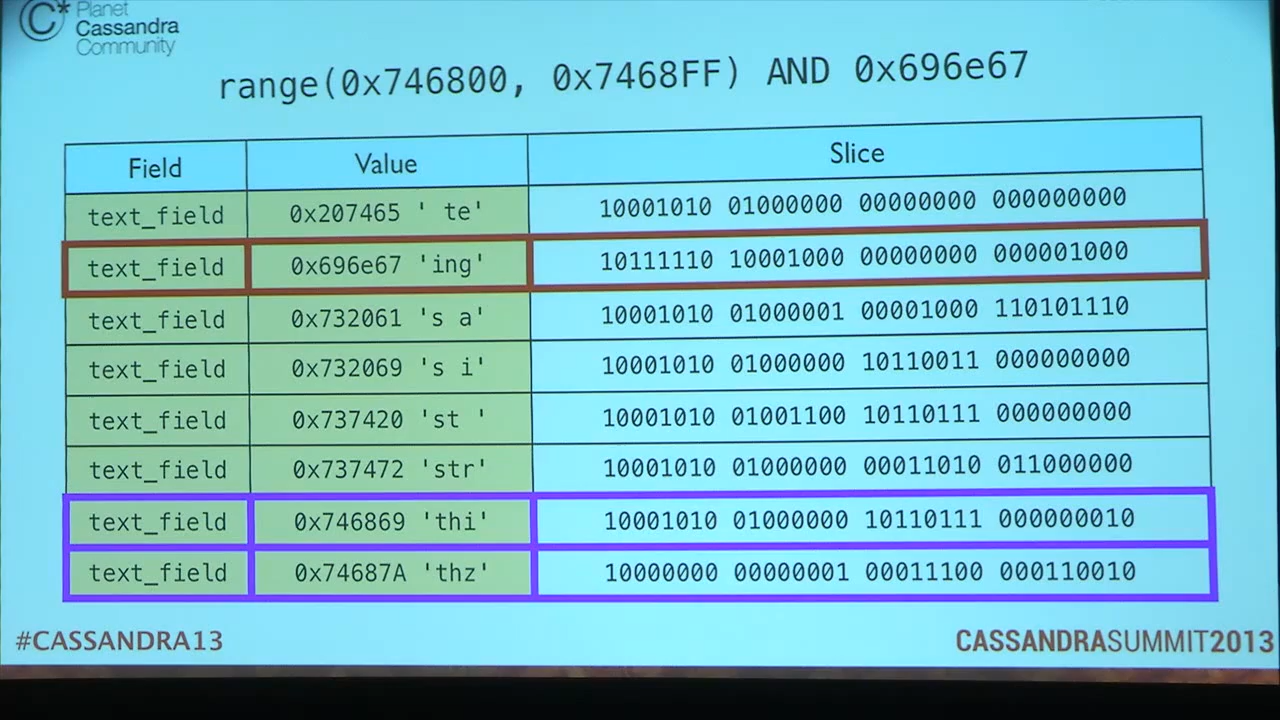 C* Planet
Cassandra
Community
range(0x746800, 0x7468FF) AND 0x696e67
Field Value Slice
text_field 0x207465 ' te' 10001010 01000000 00000000 000000000
text_field 0x696e67 'ing' 10111110 10001000 00000000 000001000
text_field 0x732061 's a' 10001010 01000001 00001000 110101110
text_field 0x732069 's i' 10001010 01000000 10110011 000000000
text_field 0x737420 'st ' 10001010 01001100 10110111 000000000
text_field 0x737472 'str' 10001010 01000000 00011010 011000000
text_field 0x746869 'thi' 10001010 01000000 10110111 000000010
text_field 0x74687A 'thz' 10000000 00000001 00011100 000110010
#CASSANDRA13
CASSANDRASUMMIT2013